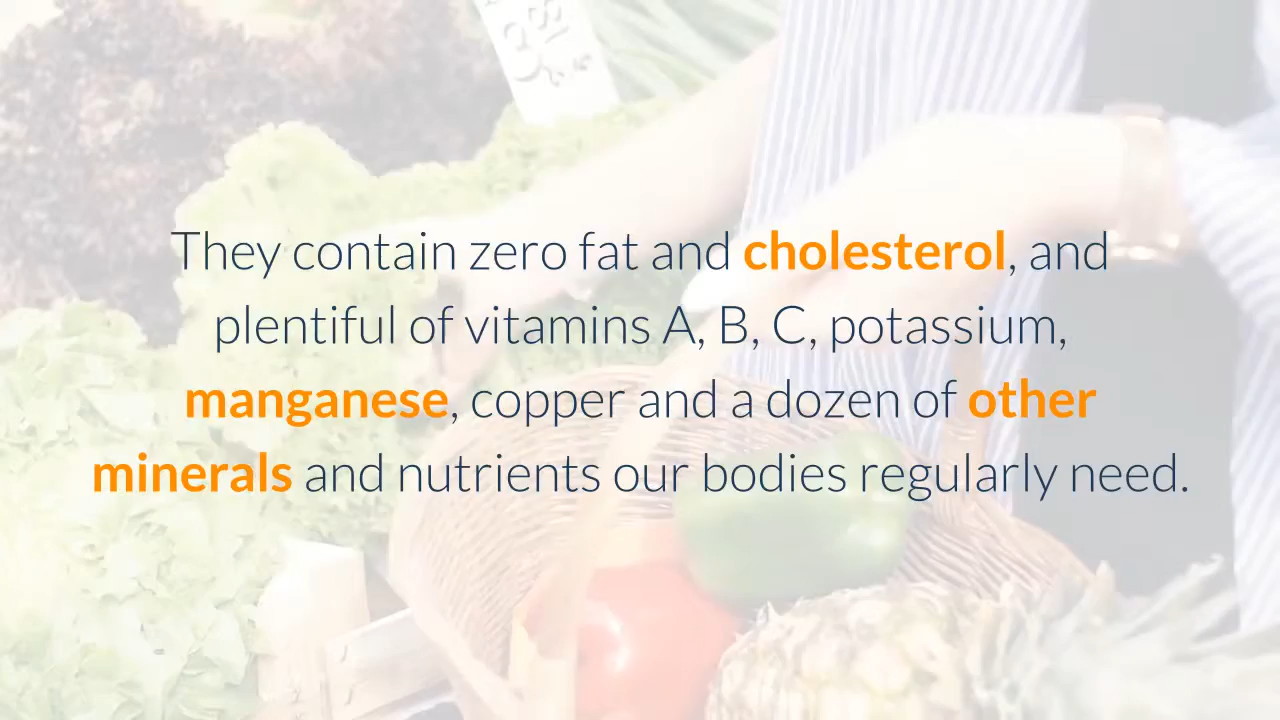 They contain zero fat and cholesterol, and
plentiful of vitamins A, B, C, potassium,
manganese, copper and a dozen of other
minerals and nutrients our bodies regularly need.